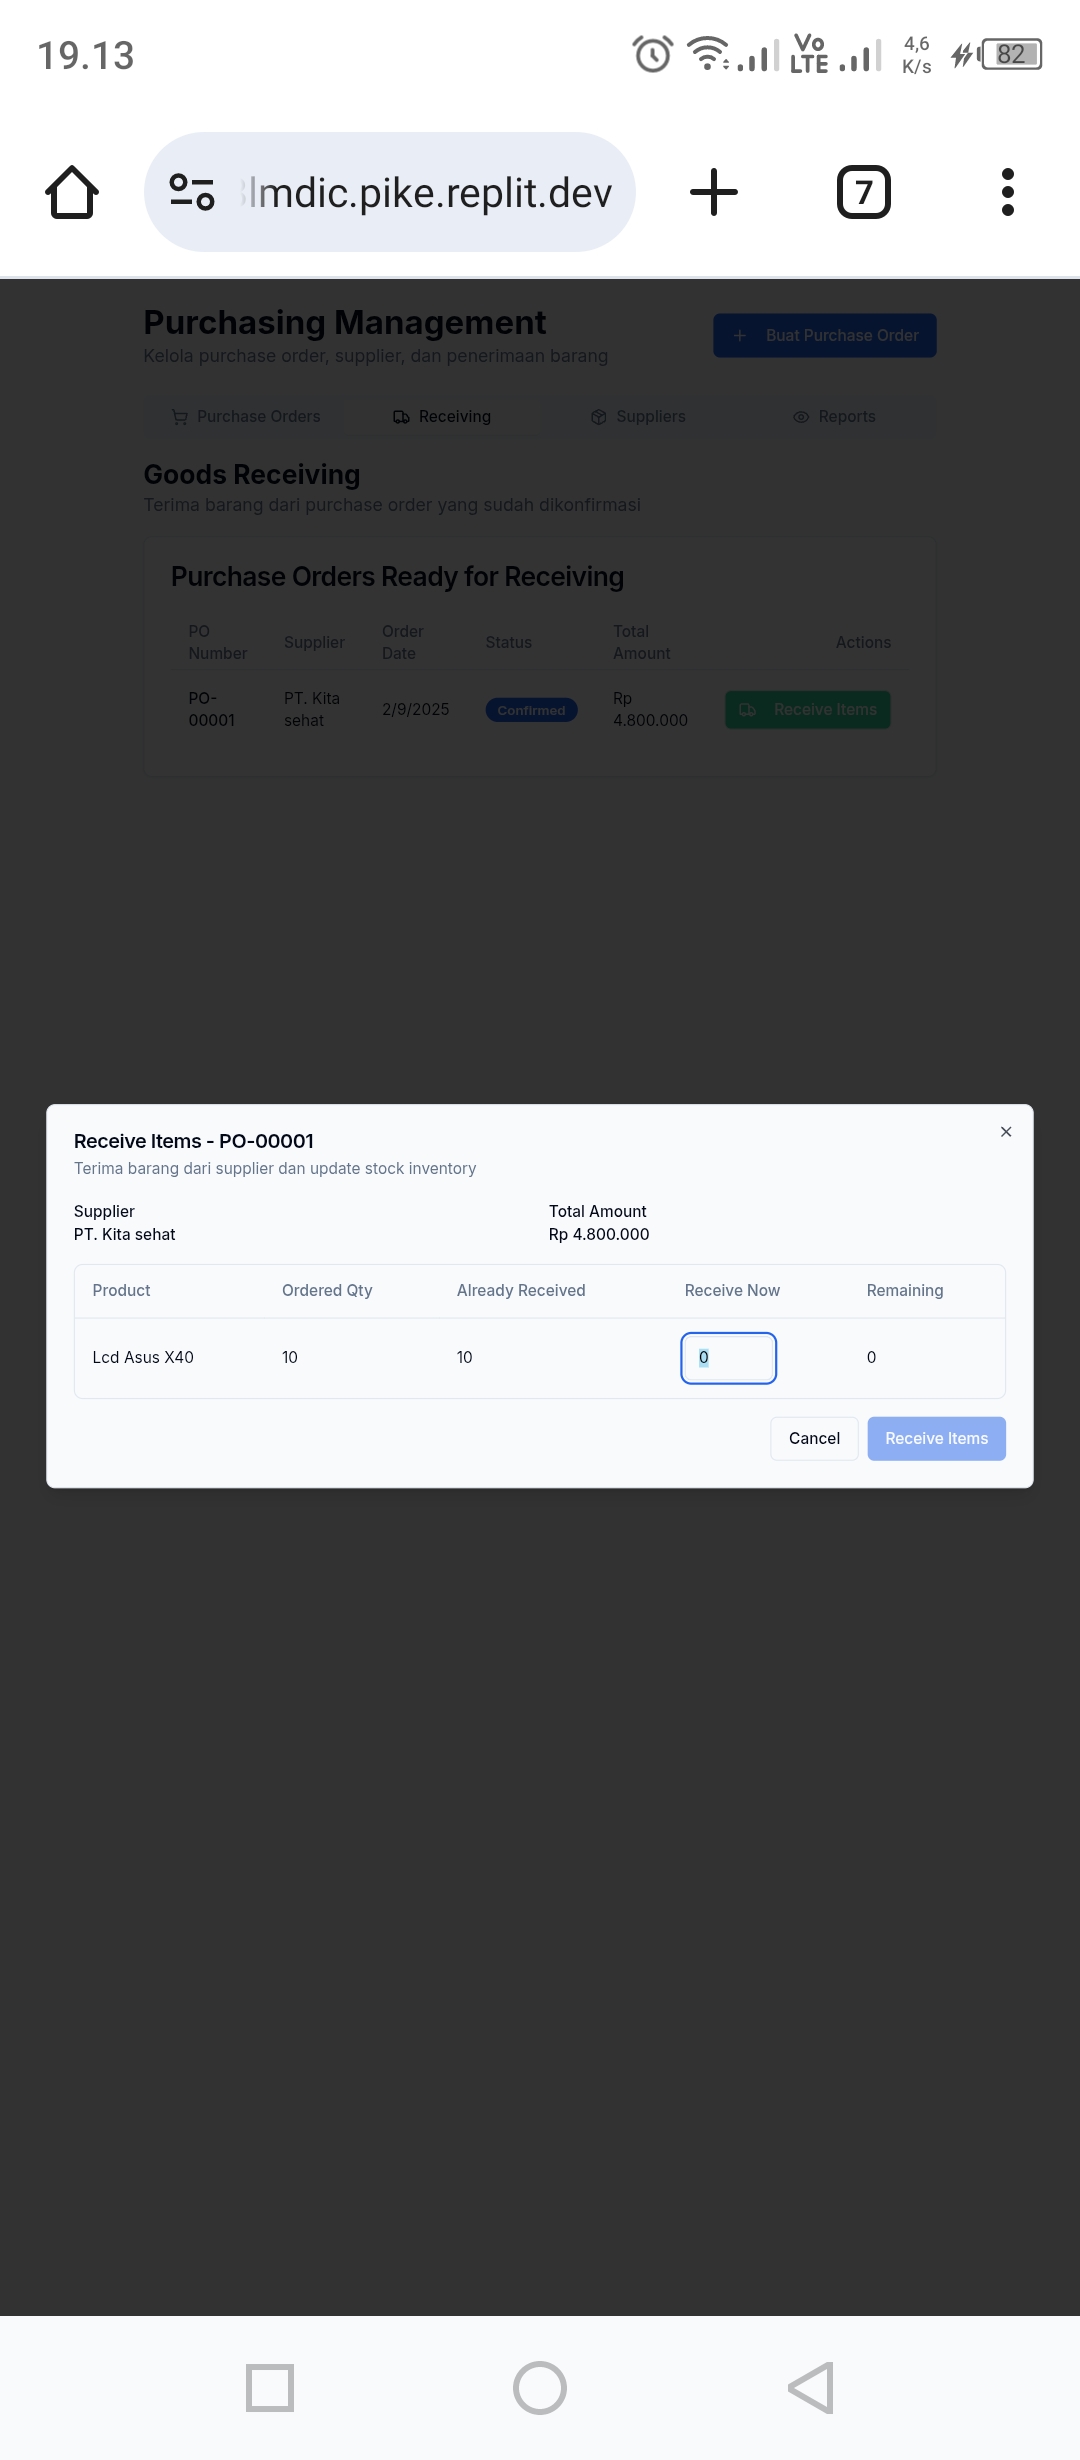 19.13
Vo LTE
4,6 K/s
82
lmdic.pike.replit.dev
7
Purchasing Management
Kelola purchase order, supplier, dan penerimaan barang
Buat Purchase Order
Purchase Orders
Receiving
Suppliers
Reports
Goods Receiving
Terima barang dari purchase order yang sudah dikonfirmasi
Purchase Orders Ready for Receiving
PO Number
Supplier
Order Date
Status
Total Amount
Actions
PO-00001
PT. Kita sehat
2/9/2025
Confirmed
Rp 4.800.000
Receive Items
Receive Items - PO-00001
Terima barang dari supplier dan update stock inventory
Supplier
PT. Kita sehat
Total Amount
Rp 4.800.000
Product
Ordered Qty
Already Received
Receive Now
Remaining
Lcd Asus X40
10
10
0
0
Cancel
Receive Items